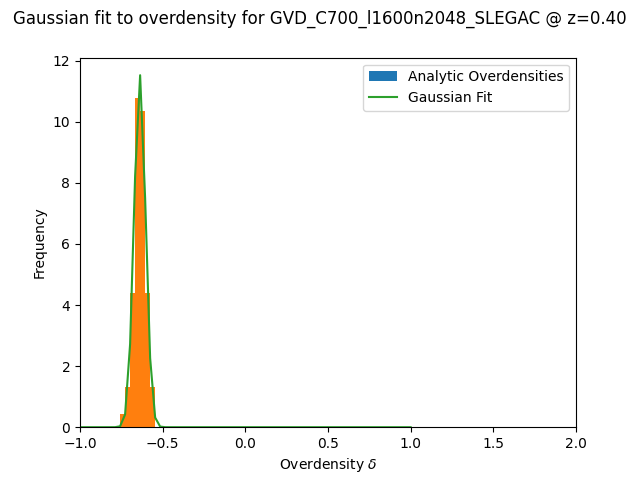 Gaussian fit to overdensity for GVD_C700_l1600n2048_SLEGAC @ z=0.40
12
10
8
6
4
2
0
Frequency
Analytic Overdensities
Gaussian Fit
−1.0 −0.5 0.0 0.5 1.0 1.5 2.0
Overdensity δ